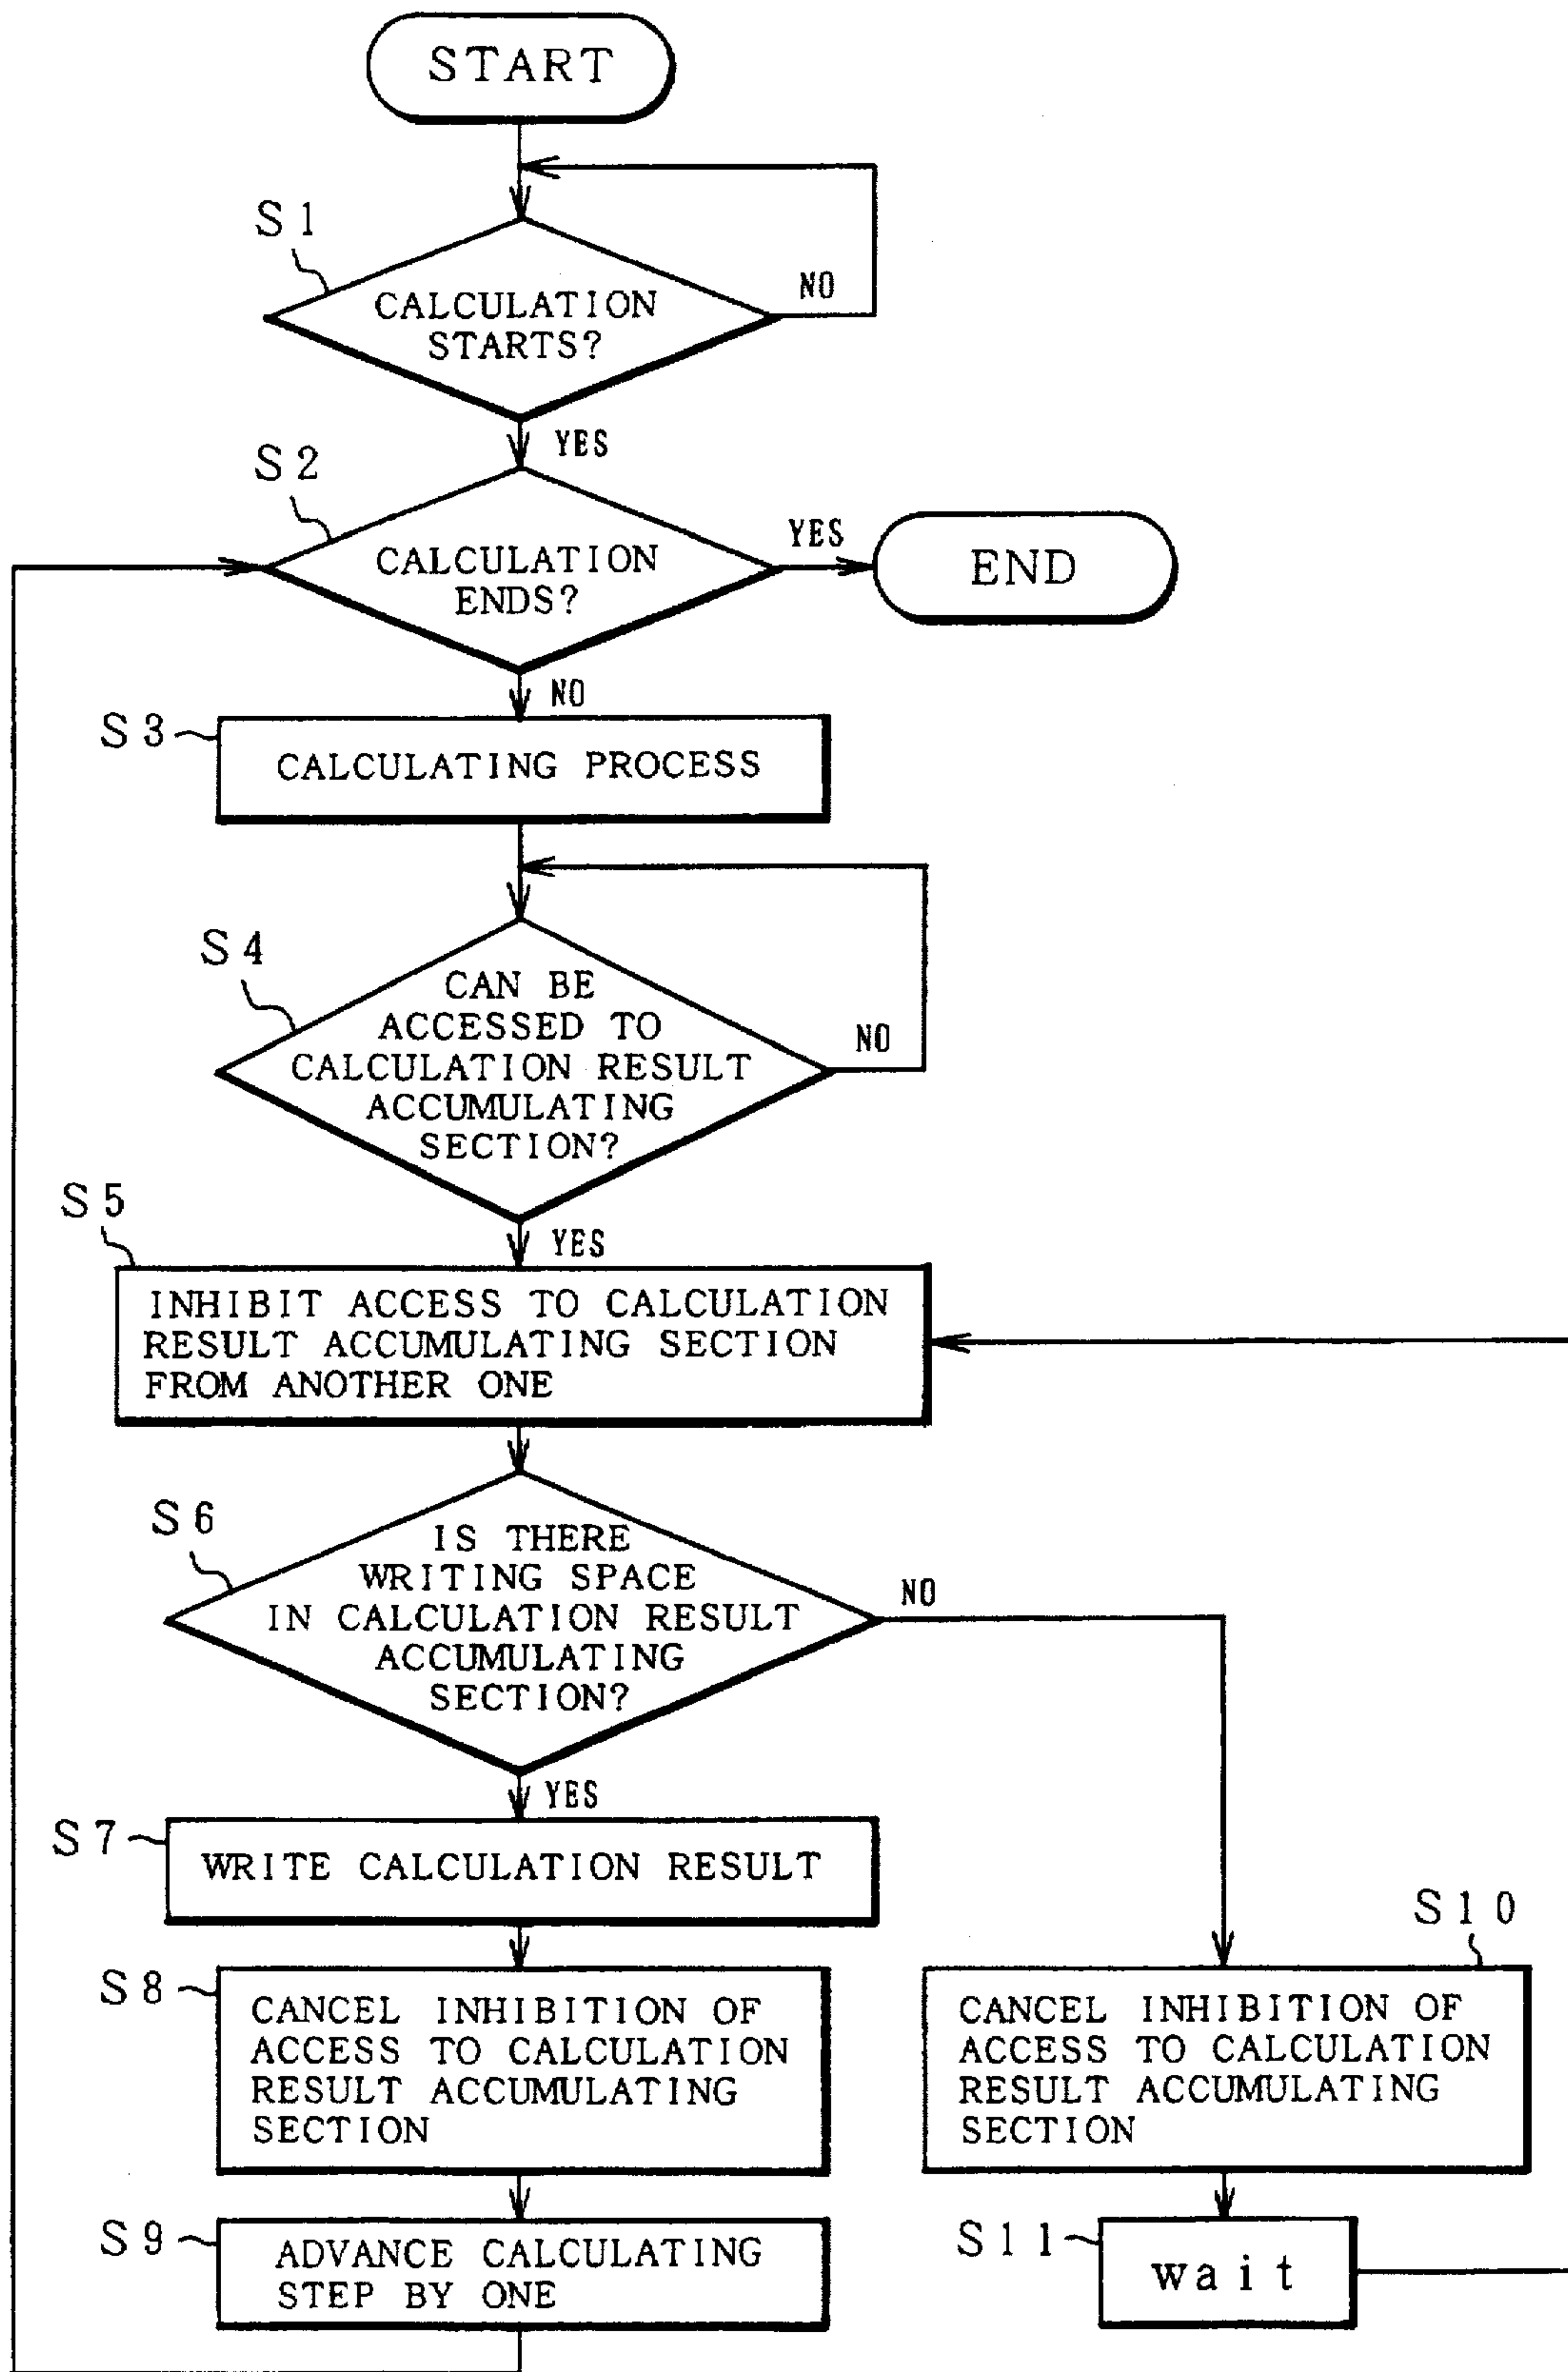 START
S1
NO
CALCULATION
STARTS?
YES
S2
YES
CALCULATION
ENDS?
END
NO
S3
CALCULATING PROCESS
S4
CAN BE
ACCESSED TO
CALCULATION RESULT
ACCUMULATING
SECTION?
NO
S5
YES
INHIBIT ACCESS TO CALCULATION
RESULT ACCUMULATING SECTION
FROM ANOTHER ONE
S6
IS THERE
WRITING SPACE
IN CALCULATION RESULT
ACCUMULATING
SECTION?
NO
YES
S7
WRITE CALCULATION RESULT
S8
CANCEL INHIBITION OF
ACCESS TO CALCULATION
RESULT ACCUMULATING
SECTION
S10
CANCEL INHIBITION OF
ACCESS TO CALCULATION
RESULT ACCUMULATING
SECTION
S9
ADVANCE CALCULATING
STEP BY ONE
S11
wait